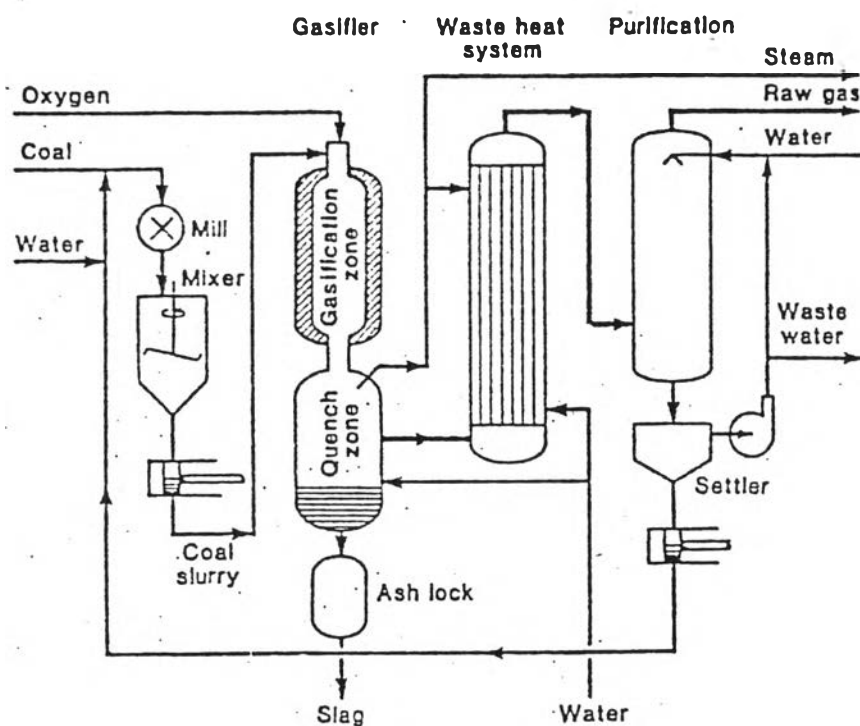 Gasifier
Waste heat
system
Purification
Steam
Oxygen
Raw gas
Coal
Water
Mill
Water
Mixer
Gasification
zone
Waste
water
Quench
zone
Settler
Coal
slurry
Ash lock
Slag
Water